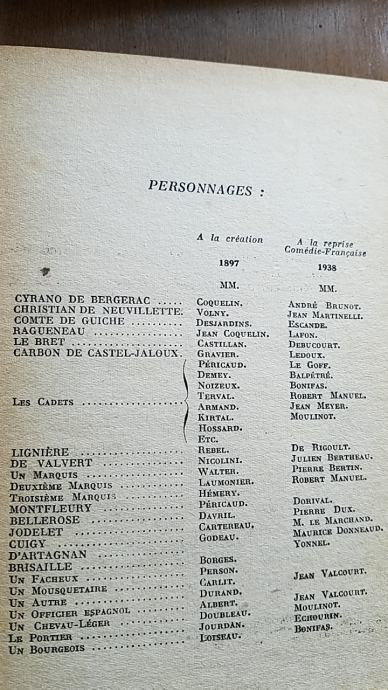 PERSONNAGES :
A la création
A la reprise
Comédie-Française
1897
1938
MM.
MM.
CYRANO DE BERGERAC ..... COQUELIN. ANDRÉ BRUNOT.
CHRISTIAN DE NEUVILLETTE. VOLNY. JEAN MARTINELLI.
COMTE DE GUICHE .......... DESJARDINS. ESCANDE.
RAGUENEAU ............... JEAN COQUELIN. LAFON.
LE BRET .................. CASTILLAN. DEBUCOURT.
CARBON DE CASTEL-JALOUX. GRAVIER. LEDOUX.
PÉRICAUD. LE GOFF.
DEMEY. BALPÉTRÉ.
NOIZEUX. BONIFAS.
LES CADETS .................. TERVAL. ROBERT MANUEL.
ARMAND. JEAN MEYER.
KIRTAL. MOULINOT.
HOSSARD.
ETC.
LIGNIÈRE .................. REBEL. DE RIGOULT.
DE VALVERT ............... NICOLINI. JULIEN BERTHEAU.
UN MARQUIS ............... WALTER. PIERRE BERTIN.
DEUXIÈME MARQUIS ......... LAUMONIER. ROBERT MANUEL.
TROISIÈME MARQUIS ......... HÉMERY.
MONTFLEURY ............... PÉRICAUD. DORIVAL.
BELLEROSE ............... DAVRIL. PIERRE DUX.
JODELET .................. CARTEREAU. M. LE MARCHAND.
CUIGY ..................... GODEAU. MAURICE DONNEAUD.
D'ARTAGNAN ............... YONNEL.
BRISAILLE .................. BORGES.
UN FACHEUX ............... PERSON. JEAN VALCOURT.
UN MOUSQUETAIRE ......... CARLIT.
UN AUTRE .................. DURAND. JEAN VALCOURT.
UN OFFICIER ESPAGNOL ...... ALBERT. MOULINOT.
UN CHEVAU-LÉGER ......... DOUBLEAU. ECHOURIN.
LE PORTIER ............... JOURDAN. BONIFAS.
UN BOURGEOIS ............ LOISEAU.